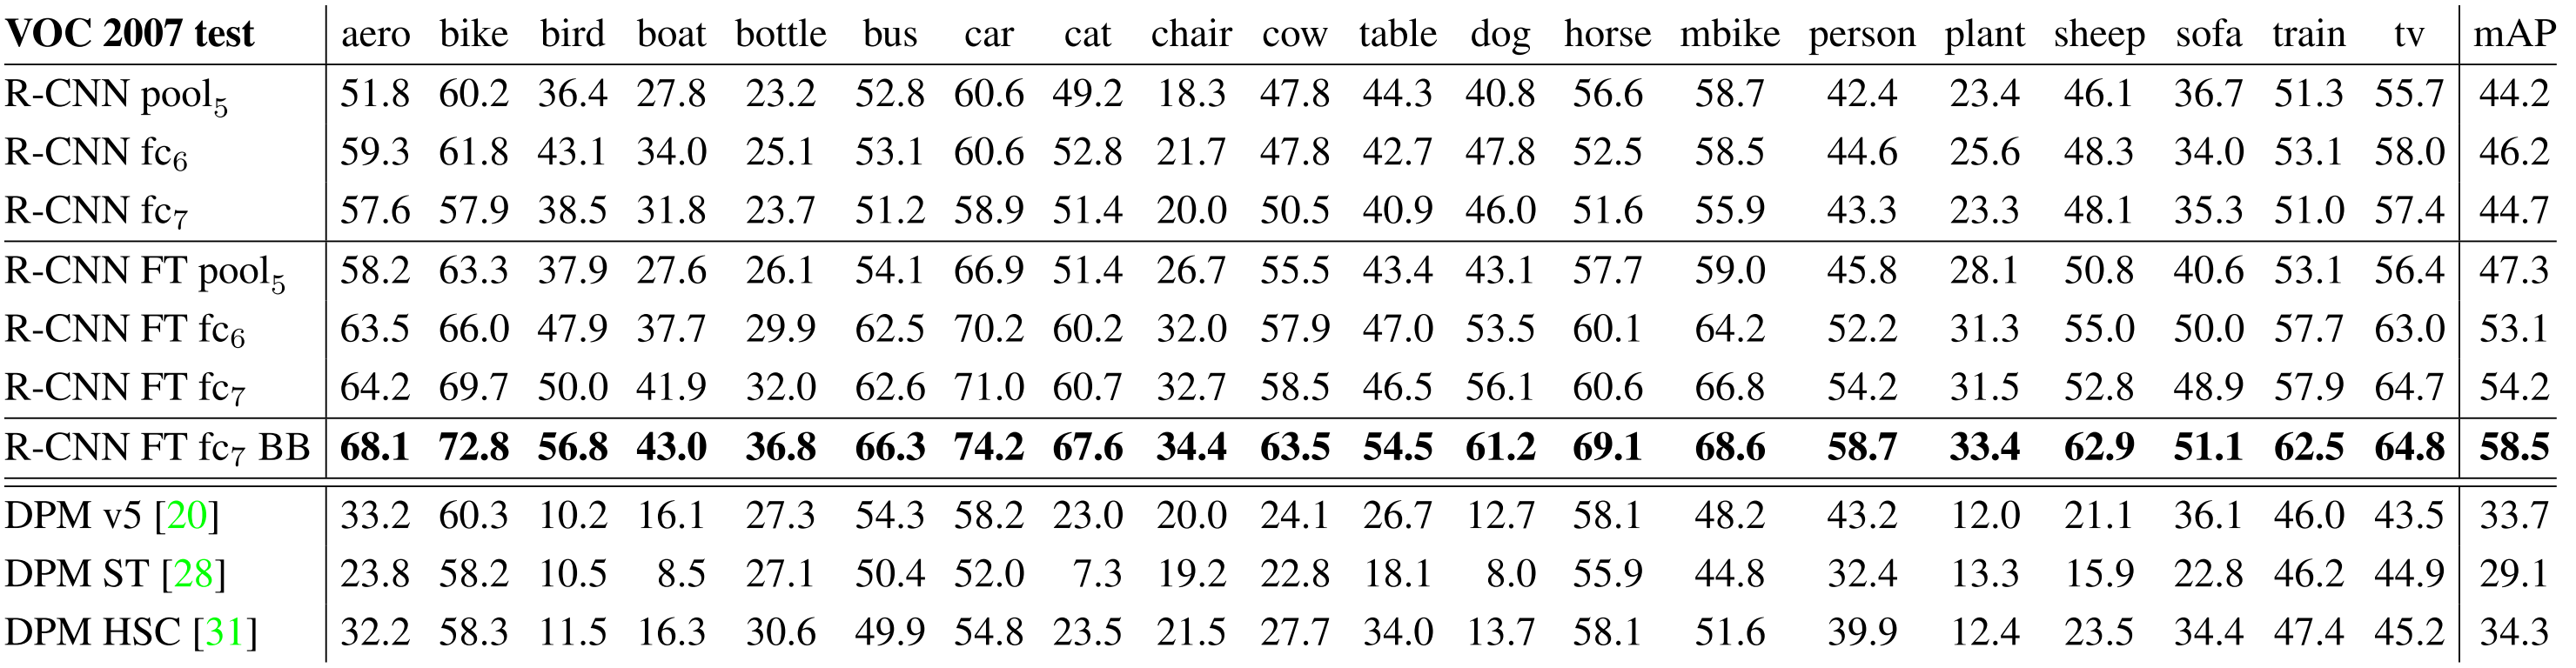 VOC 2007 test aero bike bird boat bottle bus car cat chair cow table dog horse mbike person plant sheep sofa train tv mAP
R-CNN pool5 51.8 60.2 36.4 27.8 23.2 52.8 60.6 49.2 18.3 47.8 44.3 40.8 56.6 58.7 42.4 23.4 46.1 36.7 51.3 55.7 44.2
R-CNN fc6 59.3 61.8 43.1 34.0 25.1 53.1 60.6 52.8 21.7 47.8 42.7 47.8 52.5 58.5 44.6 25.6 48.3 34.0 53.1 58.0 46.2
R-CNN fc7 57.6 57.9 38.5 31.8 23.7 51.2 58.9 51.4 20.0 50.5 40.9 46.0 51.6 55.9 43.3 23.3 48.1 35.3 51.0 57.4 44.7
R-CNN FT pool5 58.2 63.3 37.9 27.6 26.1 54.1 66.9 51.4 26.7 55.5 43.4 43.1 57.7 59.0 45.8 28.1 50.8 40.6 53.1 56.4 47.3
R-CNN FT fc6 63.5 66.0 47.9 37.7 29.9 62.5 70.2 60.2 32.0 57.9 47.0 53.5 60.1 64.2 52.2 31.3 55.0 50.0 57.7 63.0 53.1
R-CNN FT fc7 64.2 69.7 50.0 41.9 32.0 62.6 71.0 60.7 32.7 58.5 46.5 56.1 60.6 66.8 54.2 31.5 52.8 48.9 57.9 64.7 54.2
R-CNN FT fc7 BB 68.1 72.8 56.8 43.0 36.8 66.3 74.2 67.6 34.4 63.5 54.5 61.2 69.1 68.6 58.7 33.4 62.9 51.1 62.5 64.8 58.5
DPM v5 [20] 33.2 60.3 10.2 16.1 27.3 54.3 58.2 23.0 20.0 24.1 26.7 12.7 58.1 48.2 43.2 12.0 21.1 36.1 46.0 43.5 33.7
DPM ST [28] 23.8 58.2 10.5 8.5 27.1 50.4 52.0 7.3 19.2 22.8 18.1 8.0 55.9 44.8 32.4 13.3 15.9 22.8 46.2 44.9 29.1
DPM HSC [31] 32.2 58.3 11.5 16.3 30.6 49.9 54.8 23.5 21.5 27.7 34.0 13.7 58.1 51.6 39.9 12.4 23.5 34.4 47.4 45.2 34.3